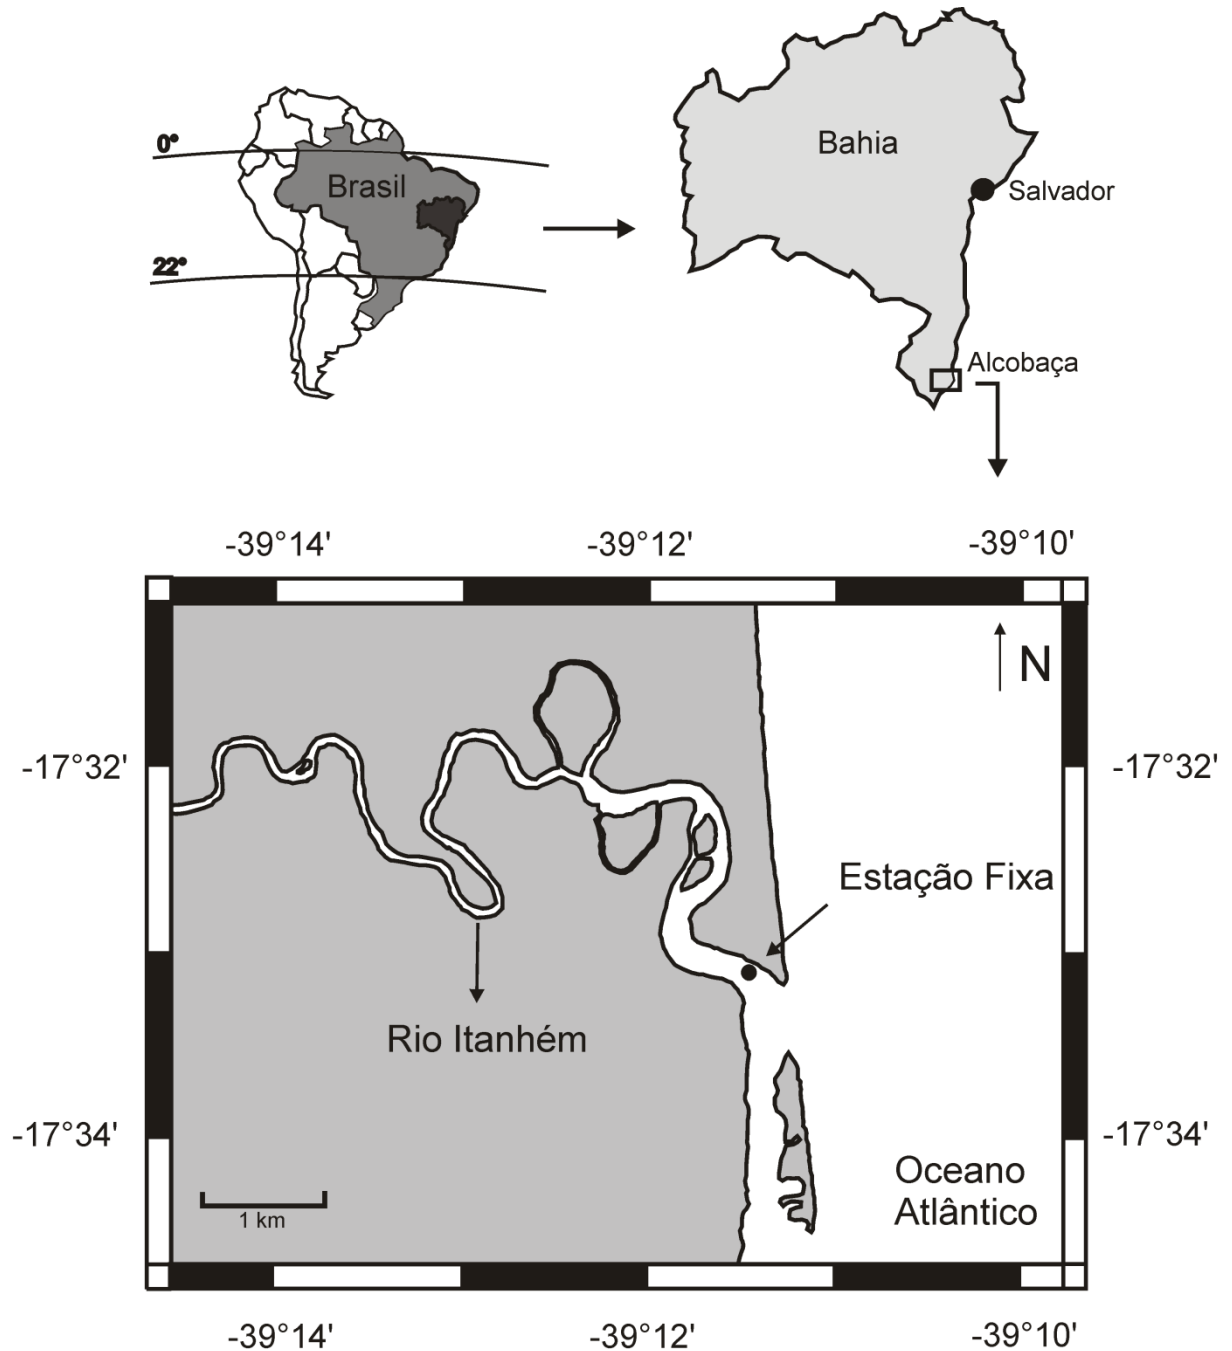 0°
Brasil
22°
Bahia
Salvador
Alcobaça
-39°14'
-39°12'
-39°10'
N
-17°32'
-17°32'
Estação Fixa
Rio Itanhém
-17°34'
-17°34'
Oceano
Atlântico
1 km
-39°14'
-39°12'
-39°10'